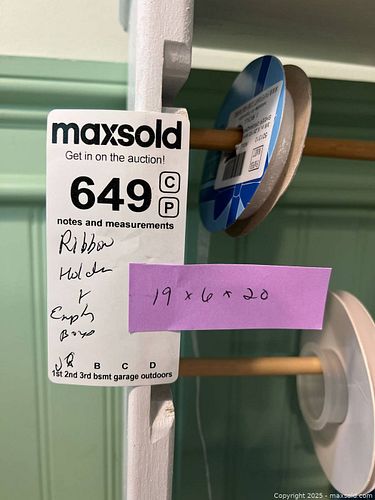 maxsold
Get in on the auction!
649 C
P
notes and measurements
Ribbon
Holder
+
Empty
Boxes
19 x 6 x 20
B C D
1st 2nd 3rd bsmt garage outdoors
Copyright 2025 - maxsold.com